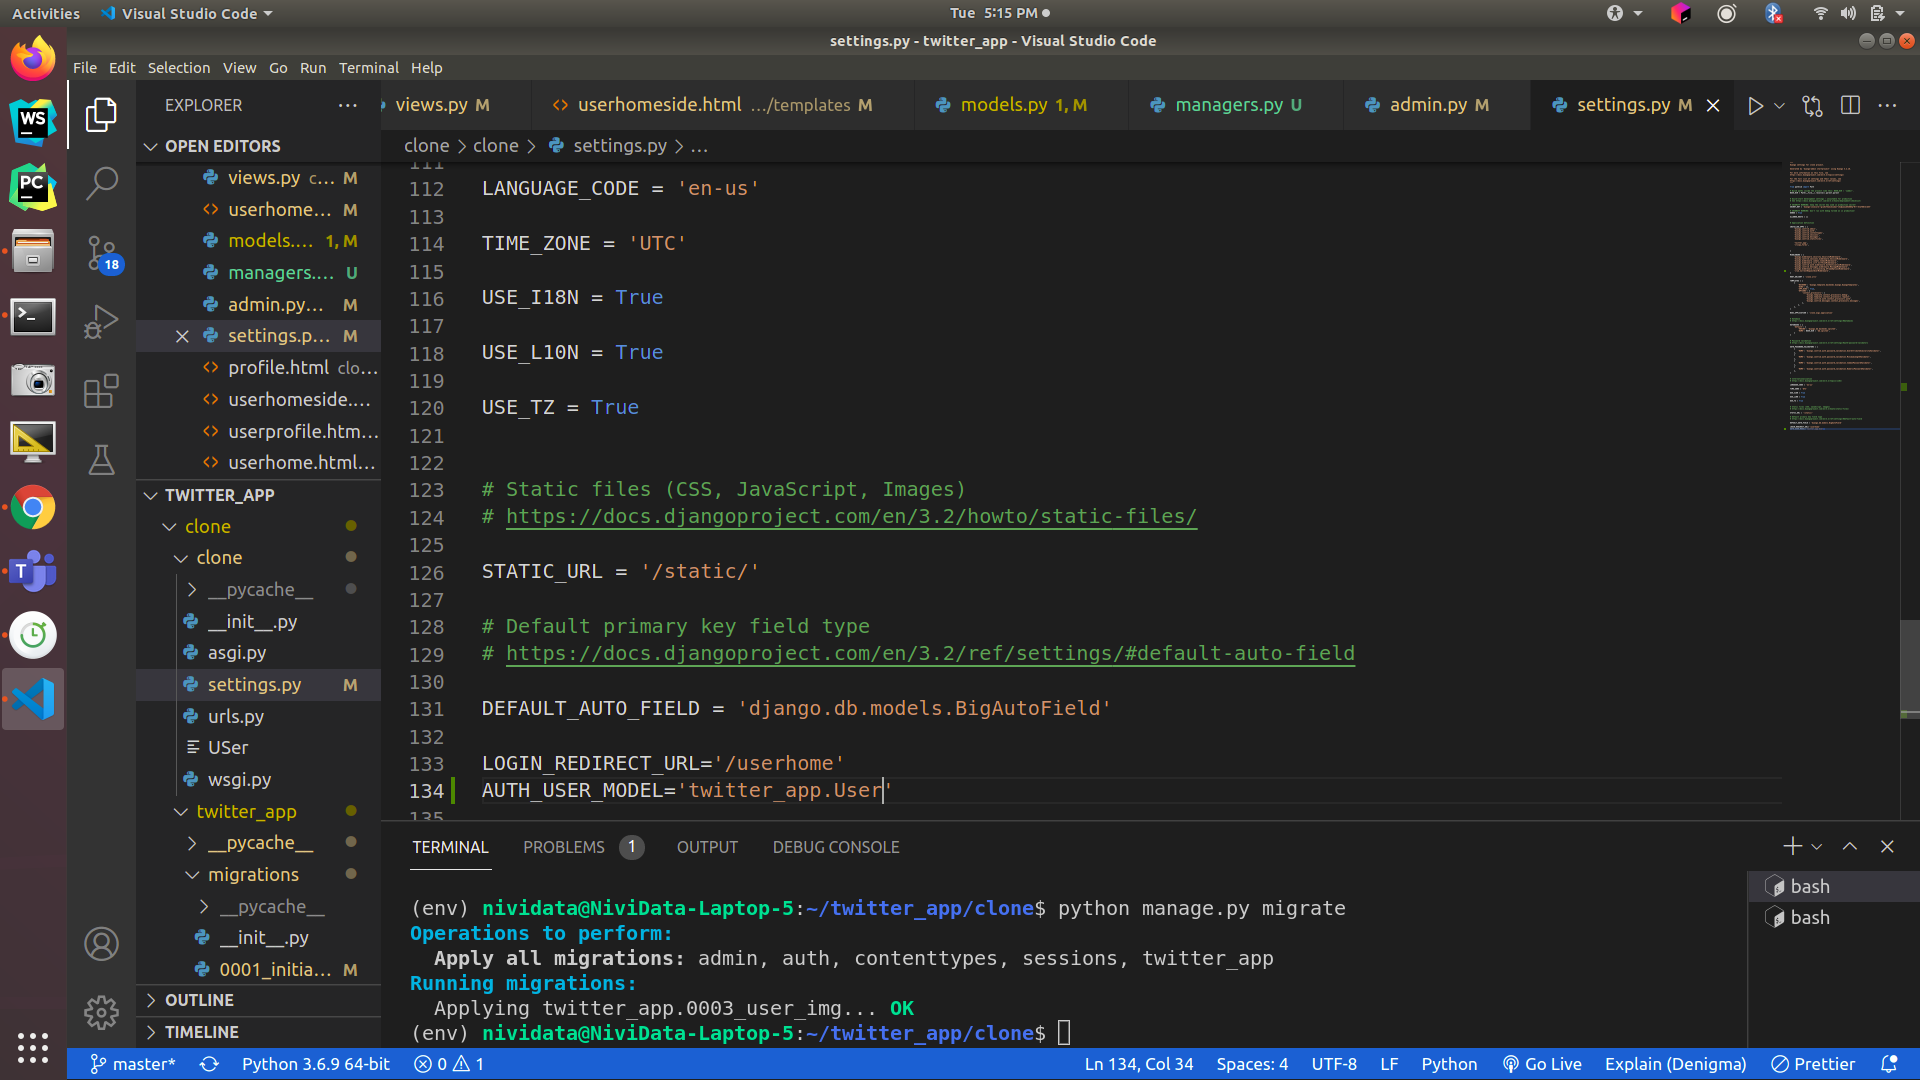 Activities
Visual Studio Code
Tue 5:15 PM
settings.py - twitter_app - Visual Studio Code
File Edit Selection View Go Run Terminal Help
EXPLORER
views.py M
userhomeside.html …/templates M
models.py 1, M
managers.py U
admin.py M
settings.py M
OPEN EDITORS
clone > clone > settings.py > ...
views.py c... M
userhome... M
models.... 1, M
managers.... U
admin.py... M
settings.p... M
profile.html clo...
userhomeside....
userprofile.htm...
userhome.html...
TWITTER_APP
clone
clone
__pycache__
__init__.py
asgi.py
settings.py M
urls.py
USer
wsgi.py
twitter_app
__pycache__
migrations
__pycache__
__init__.py
0001_initia... M
OUTLINE
TIMELINE
18
WS
PC
111
112 LANGUAGE_CODE = 'en-us'
113
114 TIME_ZONE = 'UTC'
115
116 USE_I18N = True
117
118 USE_L10N = True
119
120 USE_TZ = True
121
122
123 # Static files (CSS, JavaScript, Images)
124 # https://docs.djangoproject.com/en/3.2/howto/static-files/
125
126 STATIC_URL = '/static/'
127
128 # Default primary key field type
129 # https://docs.djangoproject.com/en/3.2/ref/settings/#default-auto-field
130
131 DEFAULT_AUTO_FIELD = 'django.db.models.BigAutoField'
132
133 LOGIN_REDIRECT_URL='/userhome'
134 AUTH_USER_MODEL='twitter_app.User'
135
TERMINAL PROBLEMS 1 OUTPUT DEBUG CONSOLE
bash
bash
(env) nividata@NiviData-Laptop-5:~/twitter_app/clone$ python manage.py migrate
Operations to perform:
Apply all migrations: admin, auth, contenttypes, sessions, twitter_app
Running migrations:
Applying twitter_app.0003_user_img... OK
(env) nividata@NiviData-Laptop-5:~/twitter_app/clone$
master* Python 3.6.9 64-bit 0 1 Ln 134, Col 34 Spaces: 4 UTF-8 LF Python Go Live Explain (Denigma) Prettier